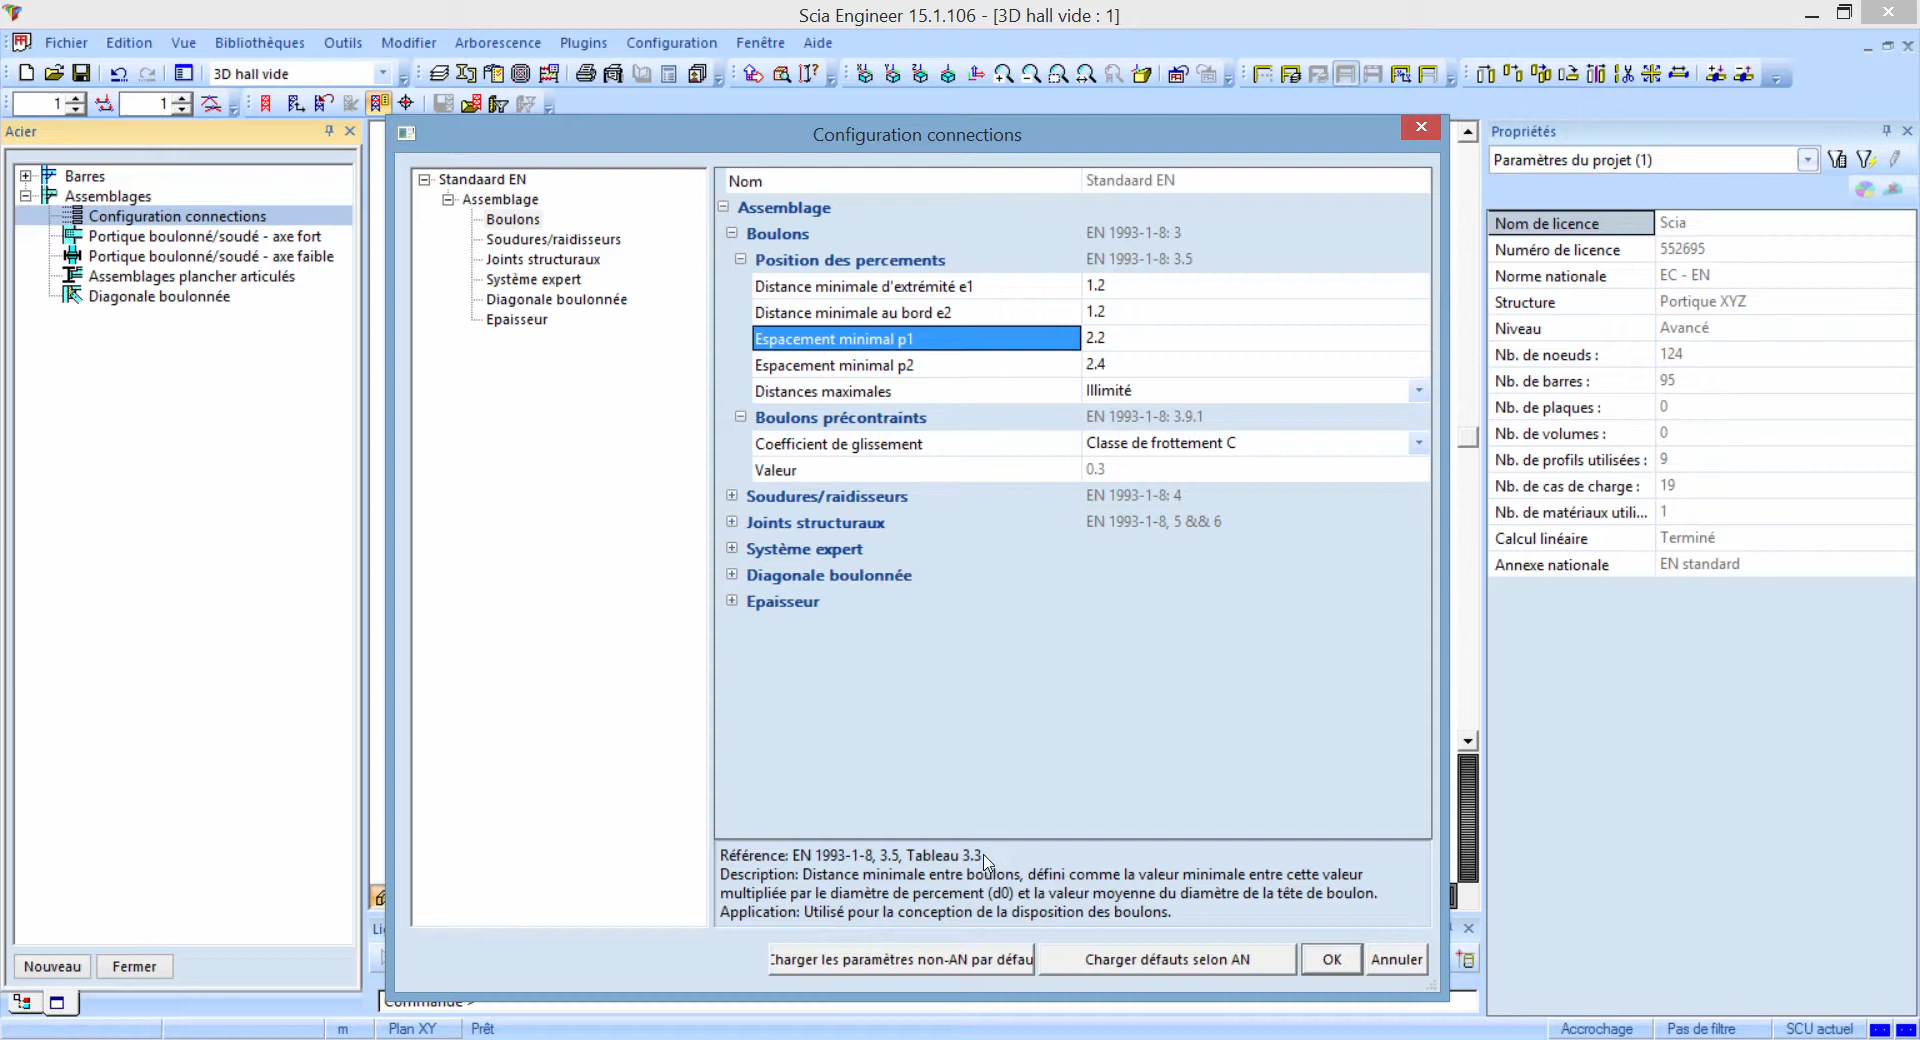 Scia Engineer 15.1.106 - [3D hall vide : 1]
Fichier Edition Vue Bibliothèques Outils Modifier Arborescence Plugins Configuration Fenêtre Aide
3D hall vide
1 1
Acier
Barres
Assemblages
Configuration connections
Portique boulonné/soudé - axe fort
Portique boulonné/soudé - axe faible
Assemblages plancher articulés
Diagonale boulonnée
Nouveau Fermer
Configuration connections
Standaard EN
Assemblage
Boulons
Soudures/raidisseurs
Joints structuraux
Système expert
Diagonale boulonnée
Epaisseur
Nom Standaard EN
Assemblage
Boulons EN 1993-1-8: 3
Position des percements EN 1993-1-8: 3.5
Distance minimale d'extrémité e1 1.2
Distance minimale au bord e2 1.2
Espacement minimal p1 2.2
Espacement minimal p2 2.4
Distances maximales Illimité
Boulons précontraints EN 1993-1-8: 3.9.1
Coefficient de glissement Classe de frottement C
Valeur 0.3
Soudures/raidisseurs EN 1993-1-8: 4
Joints structuraux EN 1993-1-8, 5 && 6
Système expert
Diagonale boulonnée
Epaisseur
Référence: EN 1993-1-8, 3.5, Tableau 3.3
Description: Distance minimale entre boulons, défini comme la valeur minimale entre cette valeur
multipliée par le diamètre de percement (d0) et la valeur moyenne du diamètre de la tête de boulon.
Application: Utilisé pour la conception de la disposition des boulons.
Charger les paramètres non-AN par défau Charger défauts selon AN OK Annuler
Propriétés
Paramètres du projet (1)
Nom de licence Scia
Numéro de licence 552695
Norme nationale EC - EN
Structure Portique XYZ
Niveau Avancé
Nb. de noeuds : 124
Nb. de barres : 95
Nb. de plaques : 0
Nb. de volumes : 0
Nb. de profils utilisées : 9
Nb. de cas de charge : 19
Nb. de matériaux utili... 1
Calcul linéaire Terminé
Annexe nationale EN standard
Commande >
m Plan XY Prêt Accrochage Pas de filtre SCU actuel